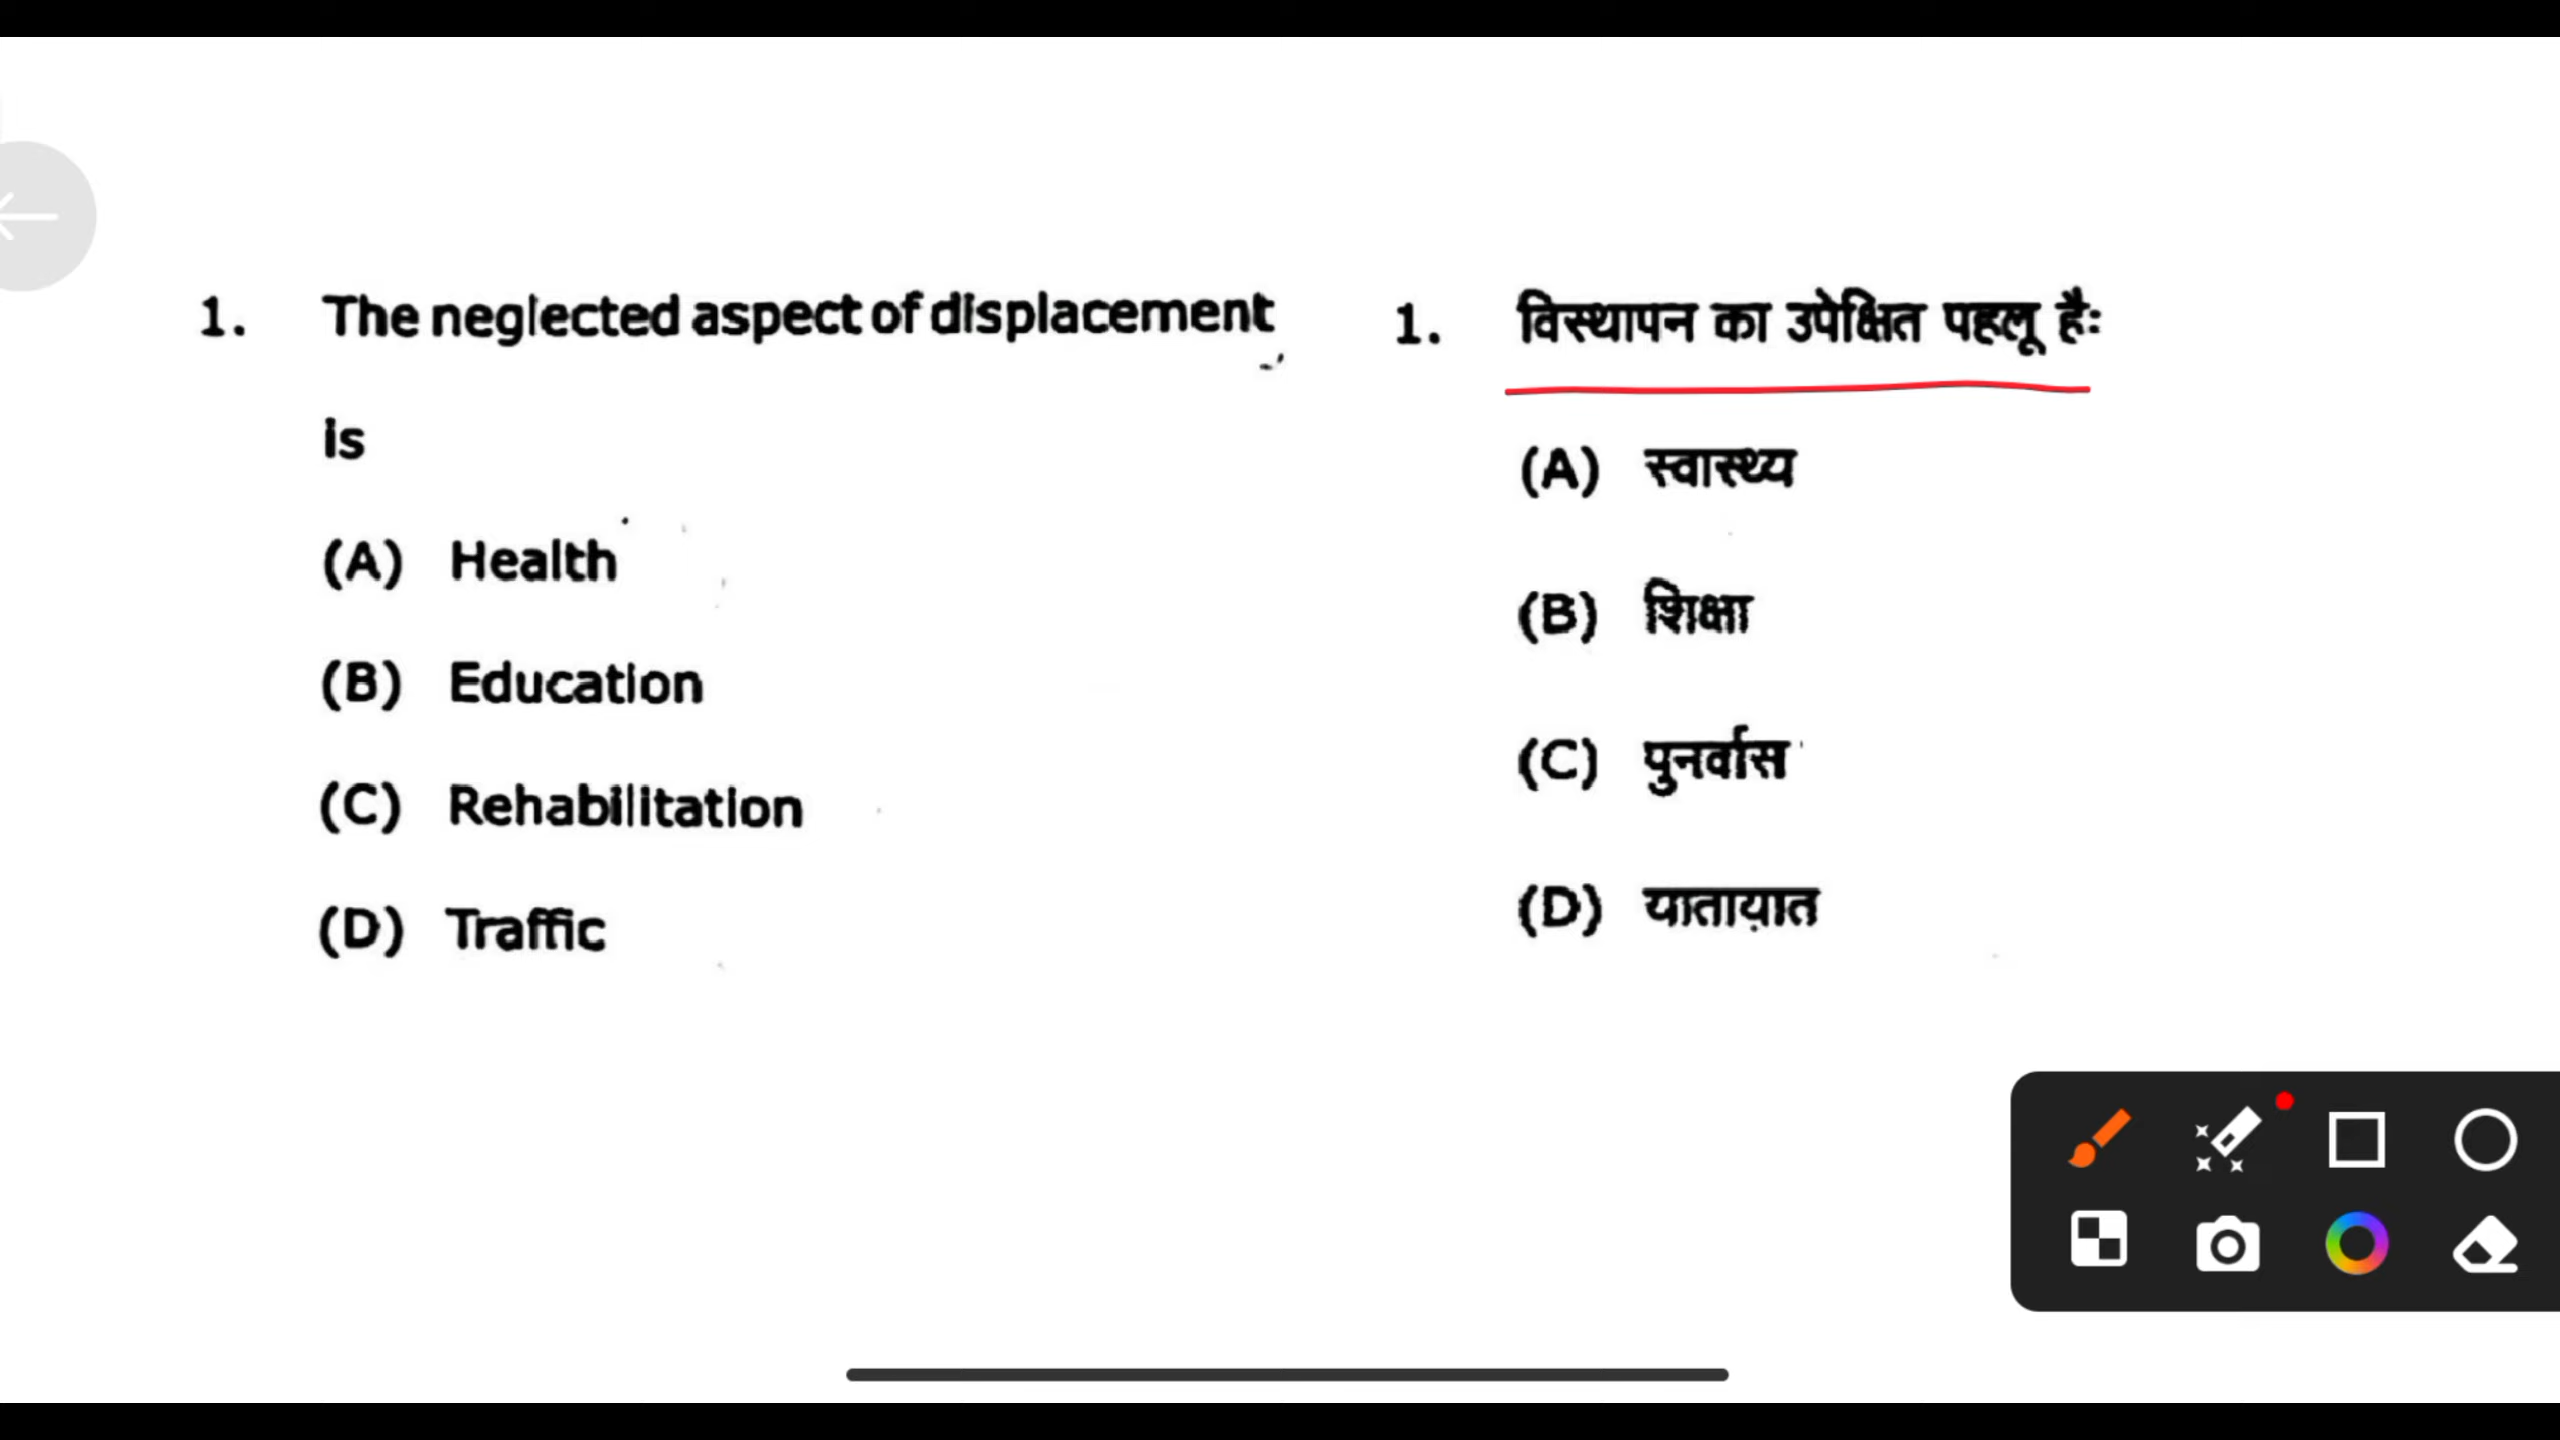 1. The neglected aspect of displacement
is
(A) Health
(B) Education
(C) Rehabilitation
(D) Traffic
1. विस्थापन का उपेक्षित पहलू हैः
(A) स्वास्थ्य
(B) शिक्षा
(C) पुनर्वास
(D) यातायात